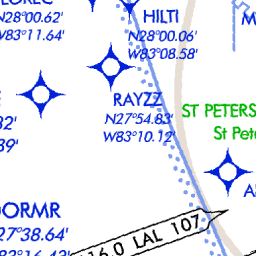 N28°00.62'
W83°11.64'
HILTI
N28°00.06'
W83°08.58'
RAYZZ
N27°54.83'
W83°10.12'
ST PETERS
St Pete
DORMR
27°38.64'
116.0 LAL 107